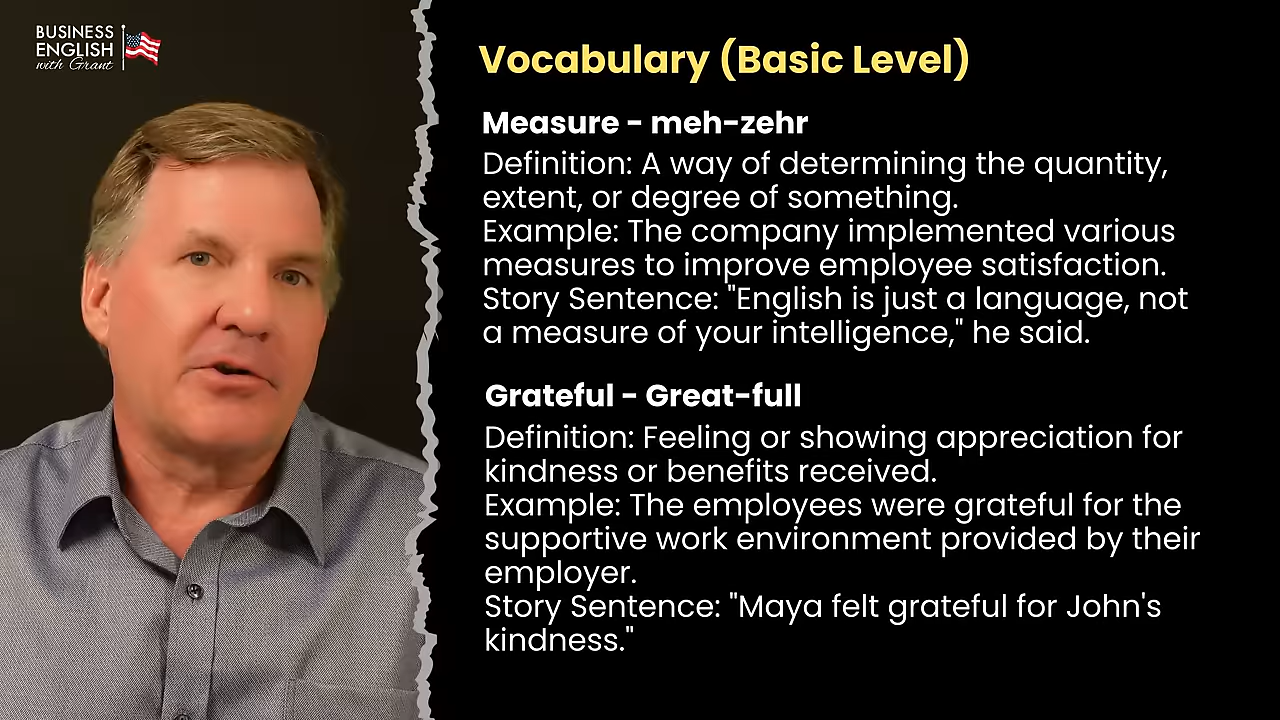 BUSINESS
ENGLISH
with Grant
Vocabulary (Basic Level)
Measure - meh-zehr
Definition: A way of determining the quantity,
extent, or degree of something.
Example: The company implemented various
measures to improve employee satisfaction.
Story Sentence: "English is just a language, not
a measure of your intelligence," he said.
Grateful - Great-full
Definition: Feeling or showing appreciation for
kindness or benefits received.
Example: The employees were grateful for the
supportive work environment provided by their
employer.
Story Sentence: "Maya felt grateful for John's
kindness."